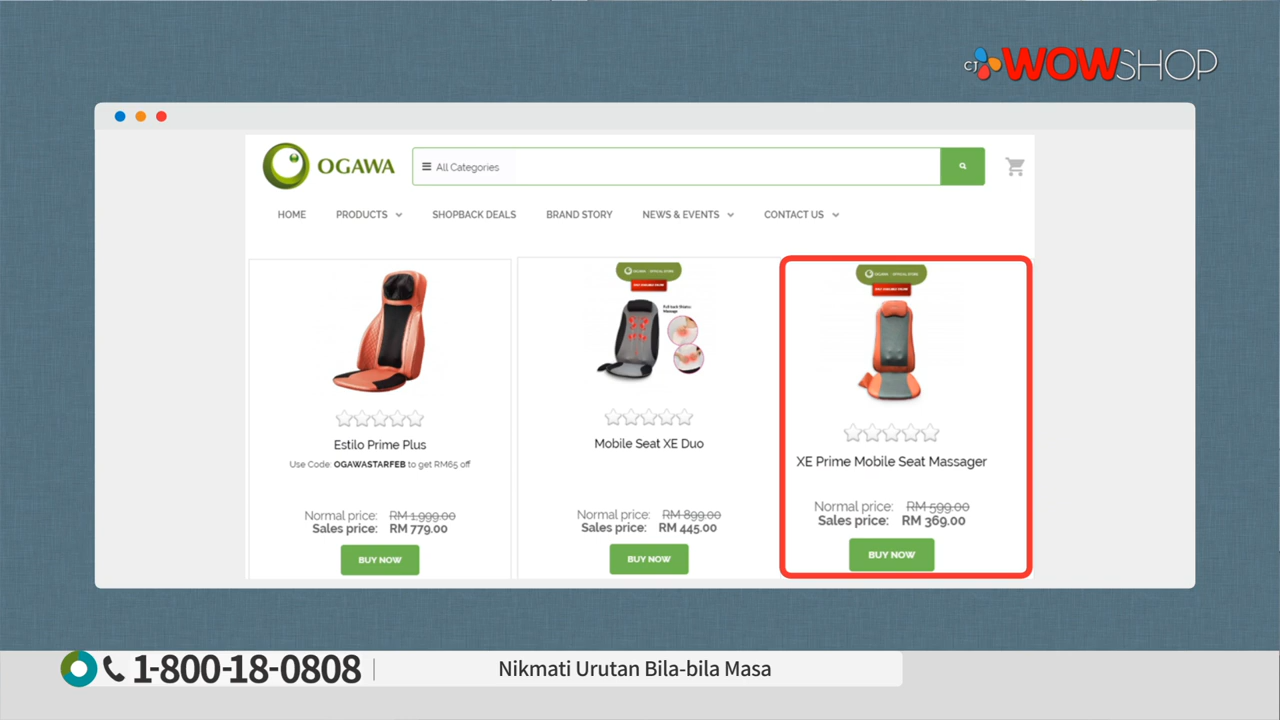 CJ WOWSHOP
OGAWA
All Categories
HOME
PRODUCTS
SHOPBACK DEALS
BRAND STORY
NEWS & EVENTS
CONTACT US
Estilo Prime Plus
Use Code: OGAWASTARFEB to get RM65 off
Normal price: RM 1,999.00
Sales price: RM 779.00
BUY NOW
Mobile Seat XE Duo
Normal price: RM 899.00
Sales price: RM 445.00
BUY NOW
XE Prime Mobile Seat Massager
Normal price: RM 599.00
Sales price: RM 369.00
BUY NOW
1-800-18-0808
Nikmati Urutan Bila-bila Masa